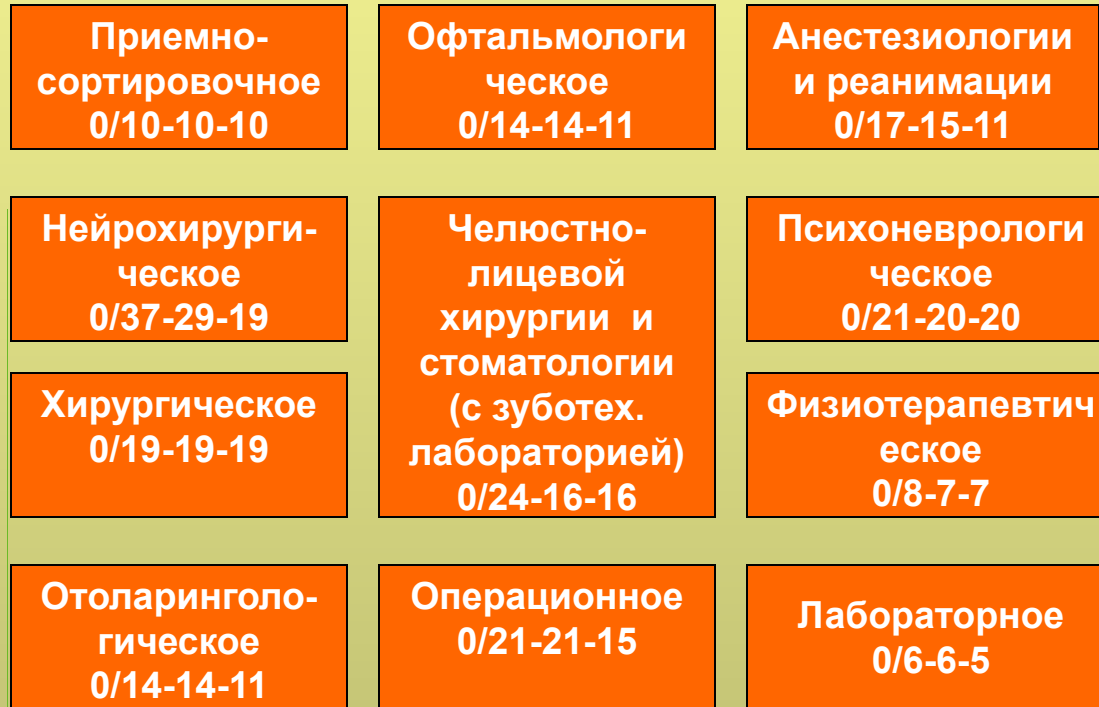 Приемно-
сортировочное
0/10-10-10
Офтальмологи
ческое
0/14-14-11
Анестезиологии
и реанимации
0/17-15-11
Нейрохирурги-
ческое
0/37-29-19
Челюстно-
лицевой
хирургии и
стоматологии
(с зуботех.
лабораторией)
0/24-16-16
Психоневрологи
ческое
0/21-20-20
Хирургическое
0/19-19-19
Физиотерапевтич
еское
0/8-7-7
Отоларинголо-
гическое
0/14-14-11
Операционное
0/21-21-15
Лабораторное
0/6-6-5